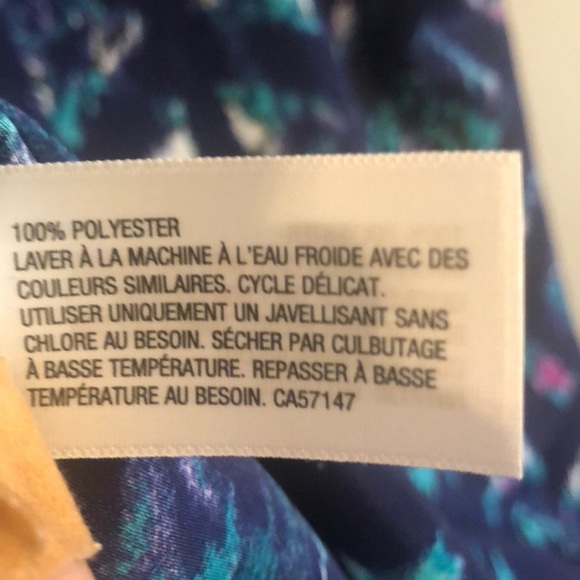 100% POLYESTER
LAVER À LA MACHINE À L'EAU FROIDE AVEC DES
COULEURS SIMILAIRES. CYCLE DÉLICAT.
UTILISER UNIQUEMENT UN JAVELLISANT SANS
CHLORE AU BESOIN. SÉCHER PAR CULBUTAGE
À BASSE TEMPÉRATURE. REPASSER À BASSE
TEMPÉRATURE AU BESOIN. CA57147